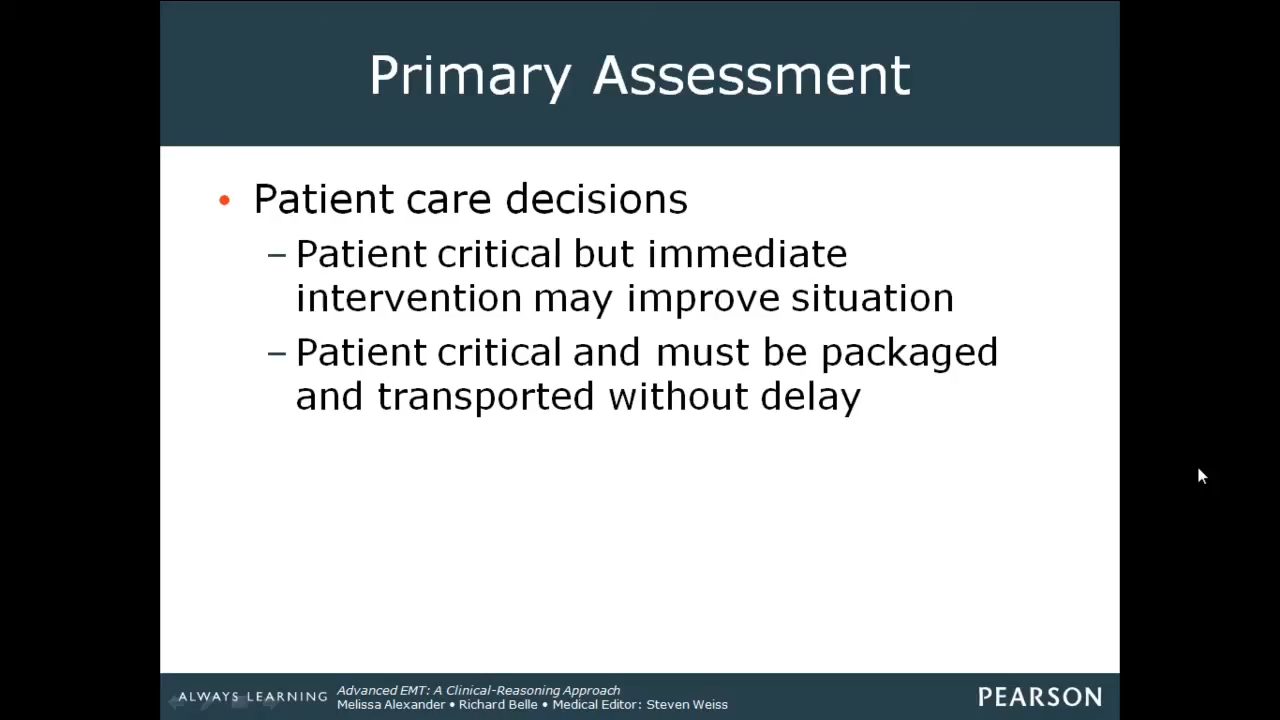 Primary Assessment
• Patient care decisions
– Patient critical but immediate
intervention may improve situation
– Patient critical and must be packaged
and transported without delay
ALWAYS LEARNING
Advanced EMT: A Clinical-Reasoning Approach
Melissa Alexander • Richard Belle • Medical Editor: Steven Weiss
PEARSON